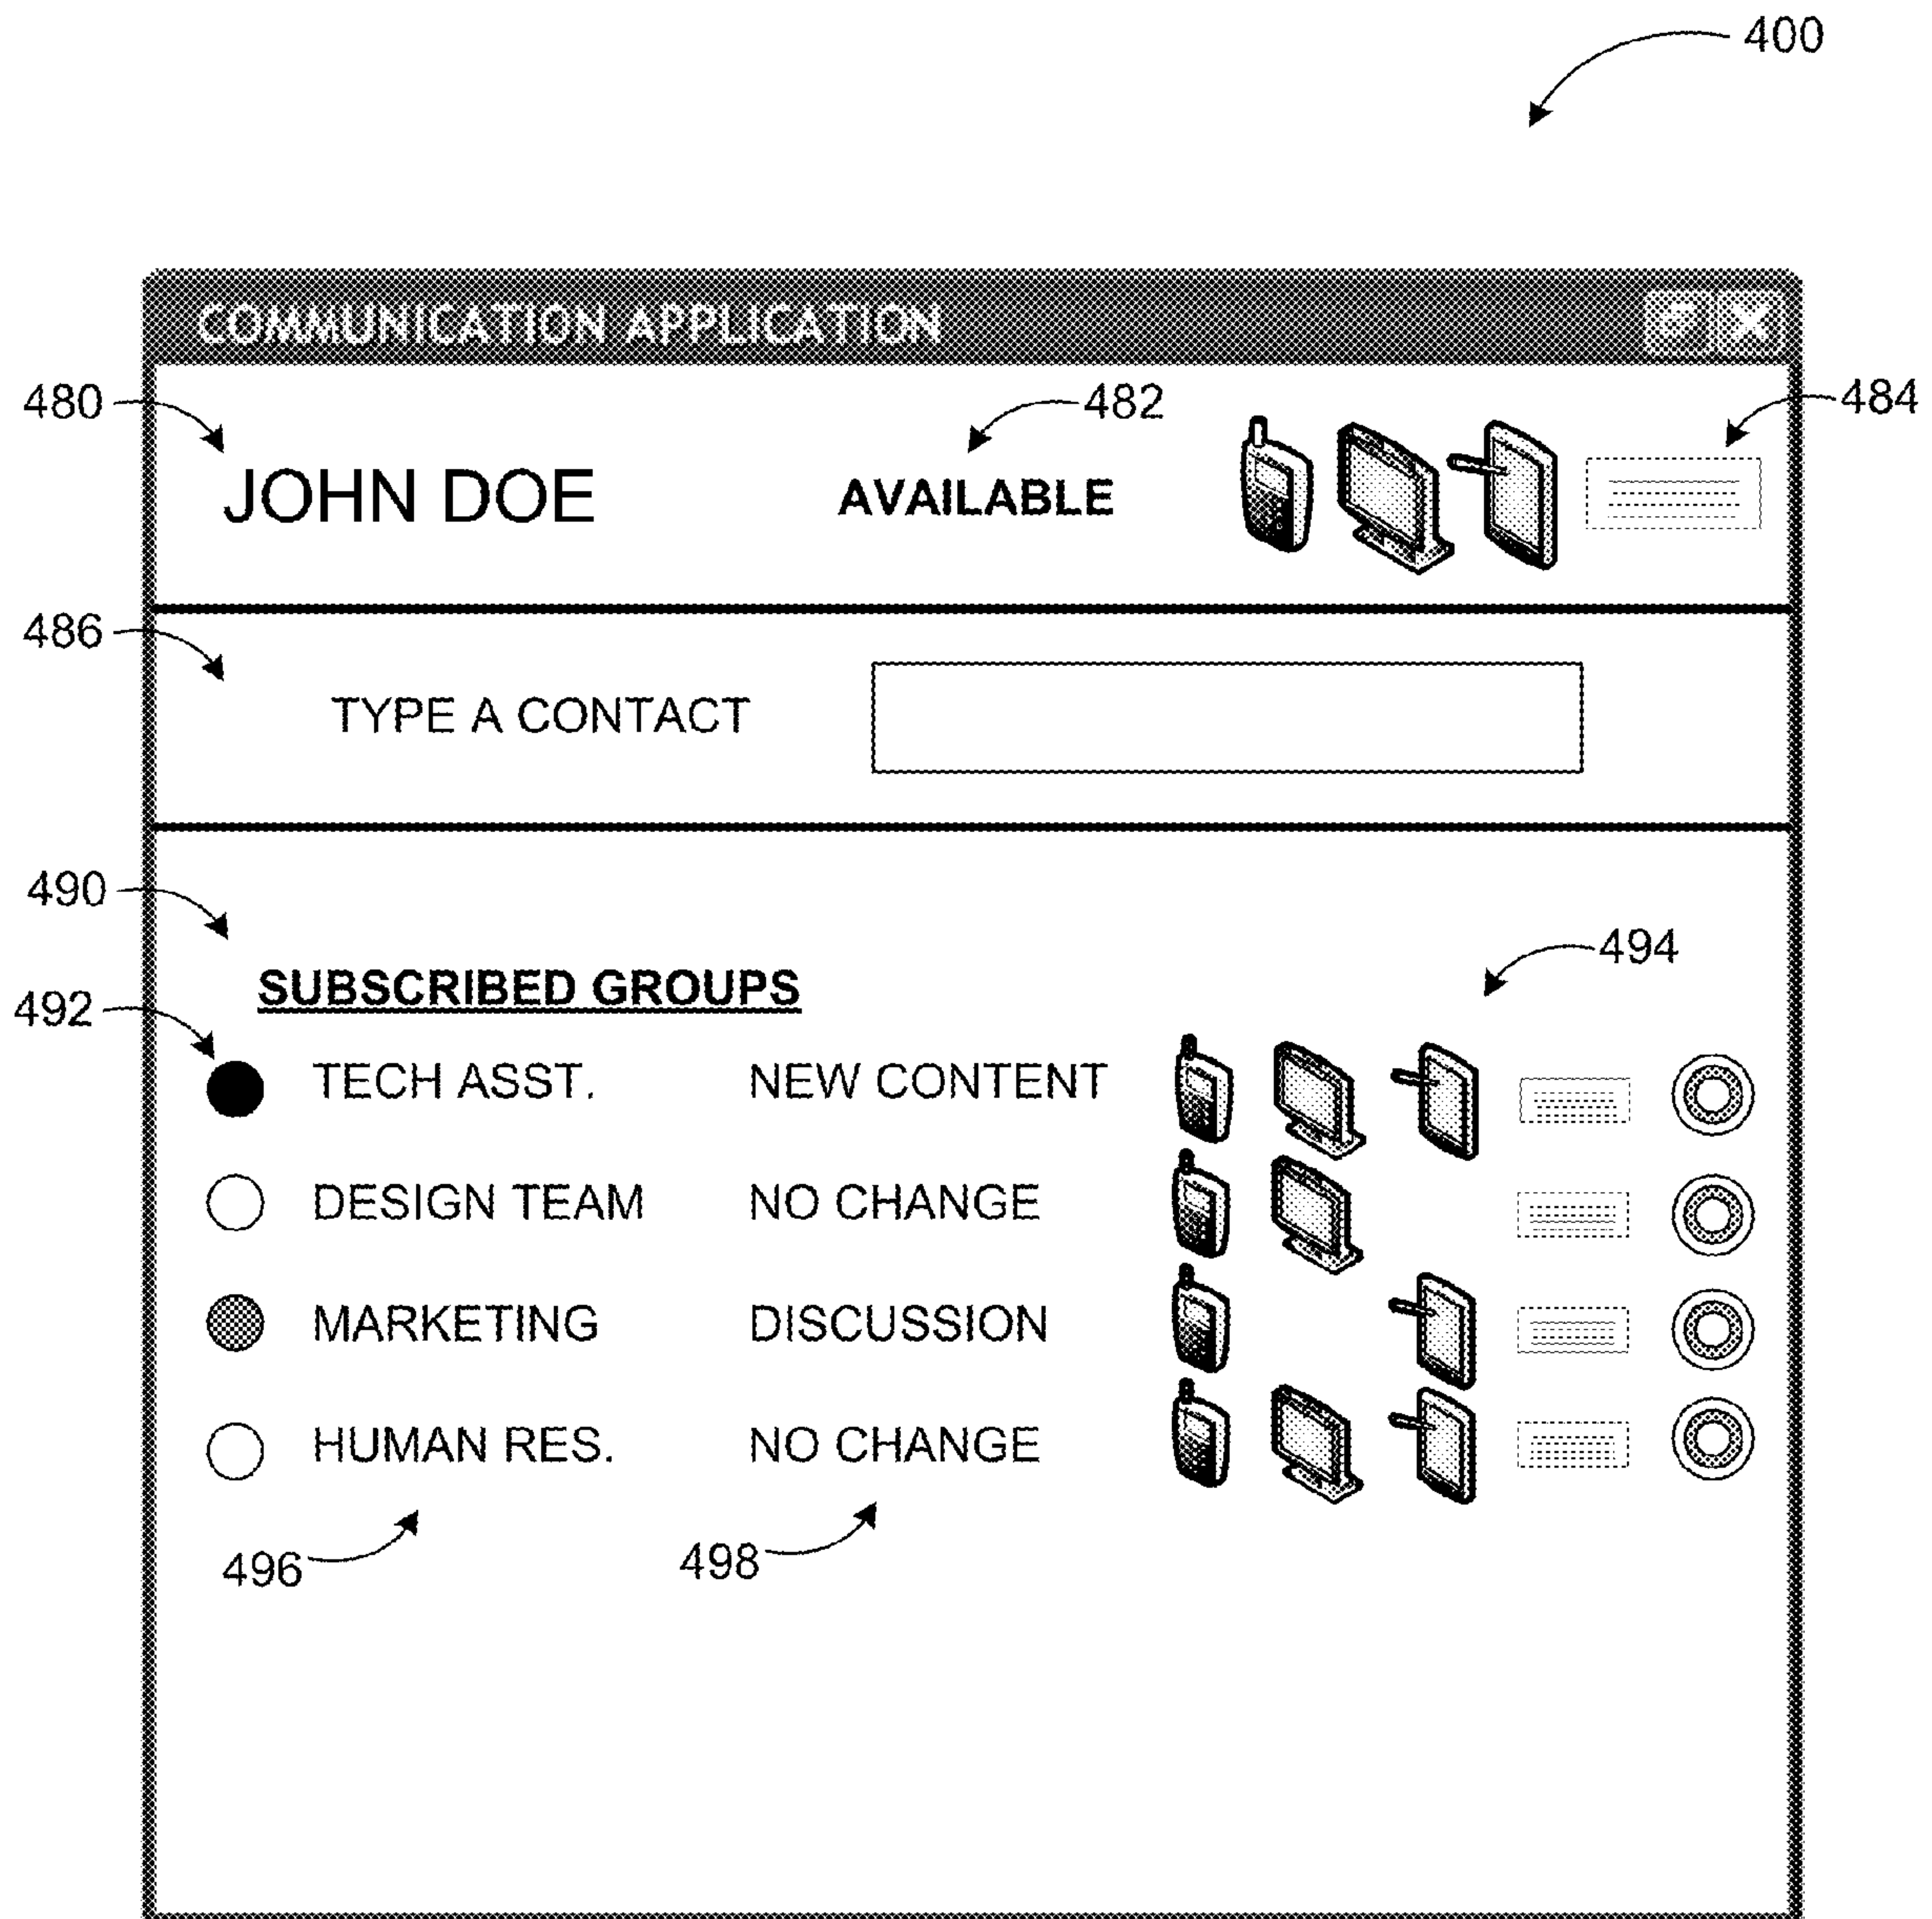 400
COMMUNICATION APPLICATION
480
482
484
JOHN DOE
AVAILABLE
486
TYPE A CONTACT
490
494
SUBSCRIBED GROUPS
492
TECH ASST. NEW CONTENT
DESIGN TEAM NO CHANGE
MARKETING DISCUSSION
HUMAN RES. NO CHANGE
496
498